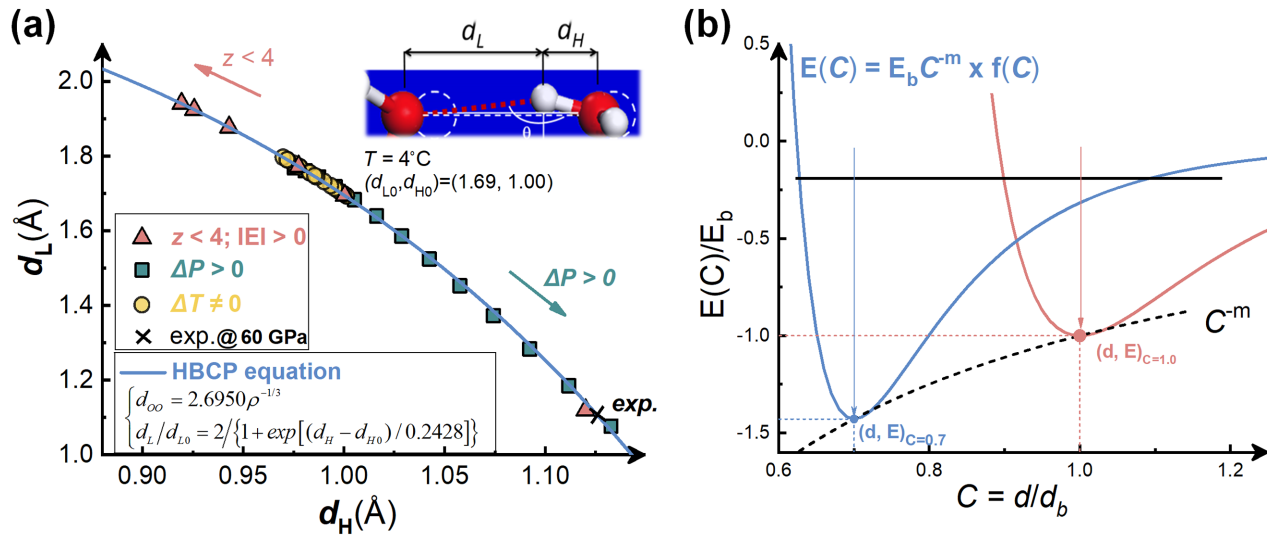 (a)
z < 4
d_L
d_H
θ
T = 4°C
(d_L0,d_H0)=(1.69, 1.00)
z < 4; IEI > 0
ΔP > 0
ΔT ≠ 0
exp.@ 60 GPa
ΔP > 0
HBCP equation
d_OO = 2.6950ρ^-1/3
d_L/d_L0 = 2/{1+exp[(d_H − d_H0)/0.2428]}
exp.
2.0
1.8
1.6
1.4
1.2
1.0
d_L(Å)
0.90
0.95
1.00
1.05
1.10
d_H(Å)
(b)
E(C) = E_bC^-m x f(C)
C^-m
(d, E)_C=1.0
(d, E)_C=0.7
0.5
0.0
-0.5
-1.0
-1.5
E(C)/E_b
0.6
0.8
1.0
1.2
C = d/d_b